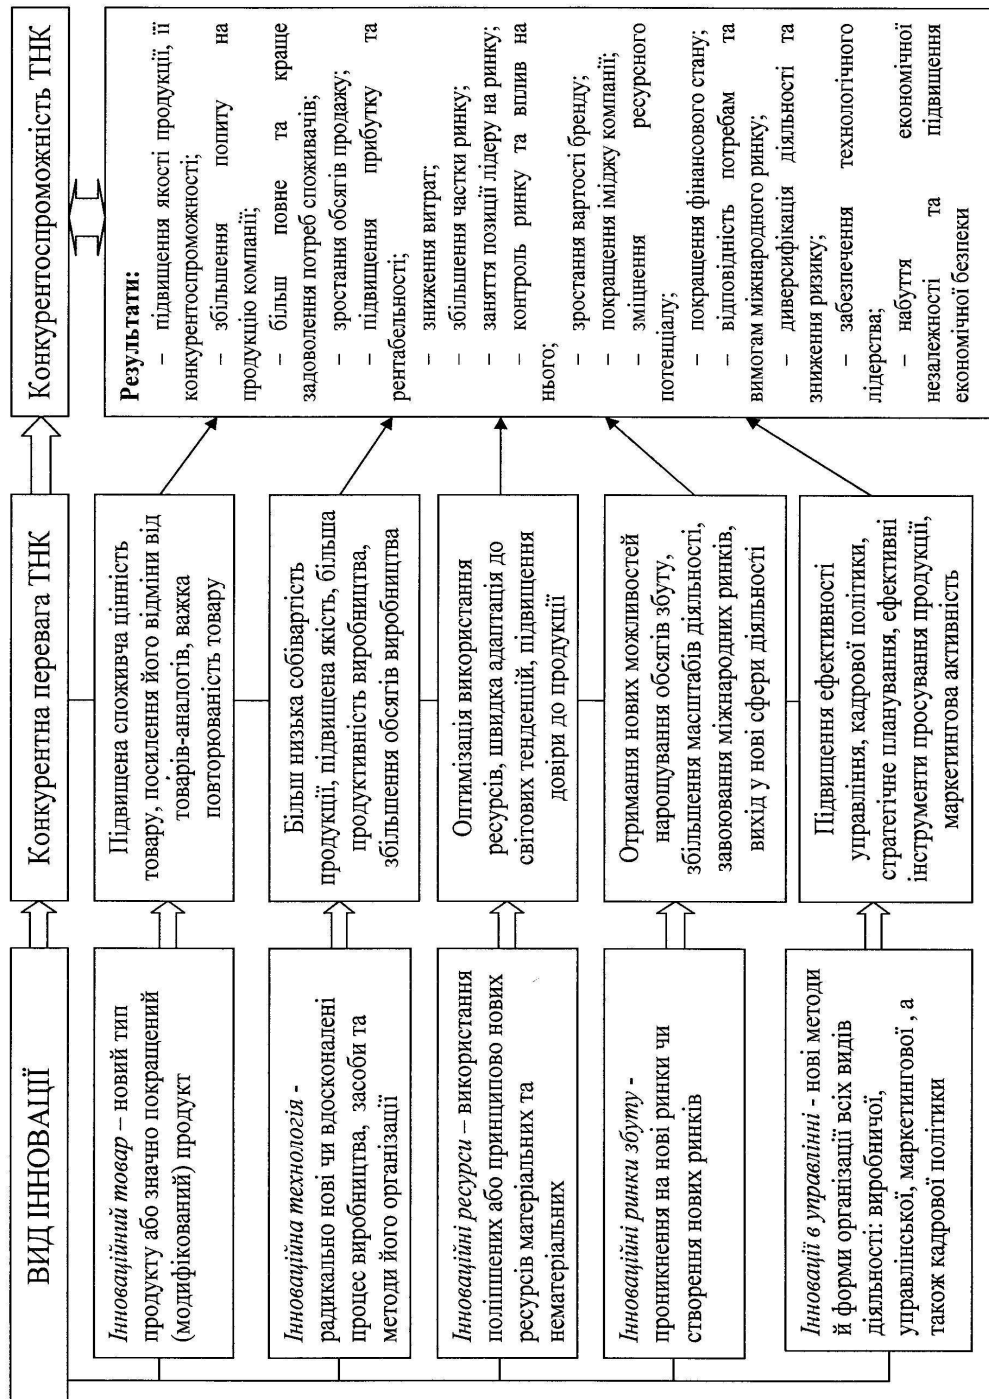 ВИД ІННОВАЦІЇ
Конкурентна перевага ТНК
Конкурентоспроможність ТНК
Інноваційний товар – новий тип
продукту або значно покращений
(модифікований) продукт
Підвищена споживча цінність
товару, посилення його відміни від
товарів-аналогів, важка
повторюваність товару
Інноваційна технологія -
радикально нові чи вдосконалені
процес виробництва, засоби та
методи його організації
Більш низька собівартість
продукції, підвищена якість, більша
продуктивність виробництва,
збільшення обсягів виробництва
Інноваційні ресурси – використання
поліпшених або принципово нових
ресурсів матеріальних та
нематеріальних
Оптимізація використання
ресурсів, швидка адаптація до
світових тенденцій, підвищення
довіри до продукції
Інноваційні ринки збуту -
проникнення на нові ринки чи
створення нових ринків
Отримання нових можливостей
нарощування обсягів збуту,
збільшення масштабів діяльності,
завоювання міжнародних ринків,
вихід у нові сфери діяльності
Інновації в управлінні - нові методи
й форми організації всіх видів
діяльності: виробничої,
управлінської, маркетингової , а
також кадрової політики
Підвищення ефективності
управління, кадрової політики,
стратегічне планування, ефективні
інструменти просування продукції,
маркетингова активність
Результати:
– підвищення якості продукції, її
конкурентоспроможності;
– збільшення попиту на
продукцію компанії;
– більш повне та краще
задоволення потреб споживачів;
– зростання обсягів продажу;
– підвищення прибутку та
рентабельності;
– зниження витрат;
– збільшення частки ринку;
– заняття позиції лідеру на ринку;
– контроль ринку та вплив на
нього;
– зростання вартості бренду;
– покращення іміджу компанії;
– зміцнення ресурсного
потенціалу;
– покращення фінансового стану;
– відповідність потребам та
вимогам міжнародного ринку;
– диверсифікація діяльності та
зниження ризику;
– забезпечення технологічного
лідерства;
– набуття економічної
незалежності та підвищення
економічної безпеки